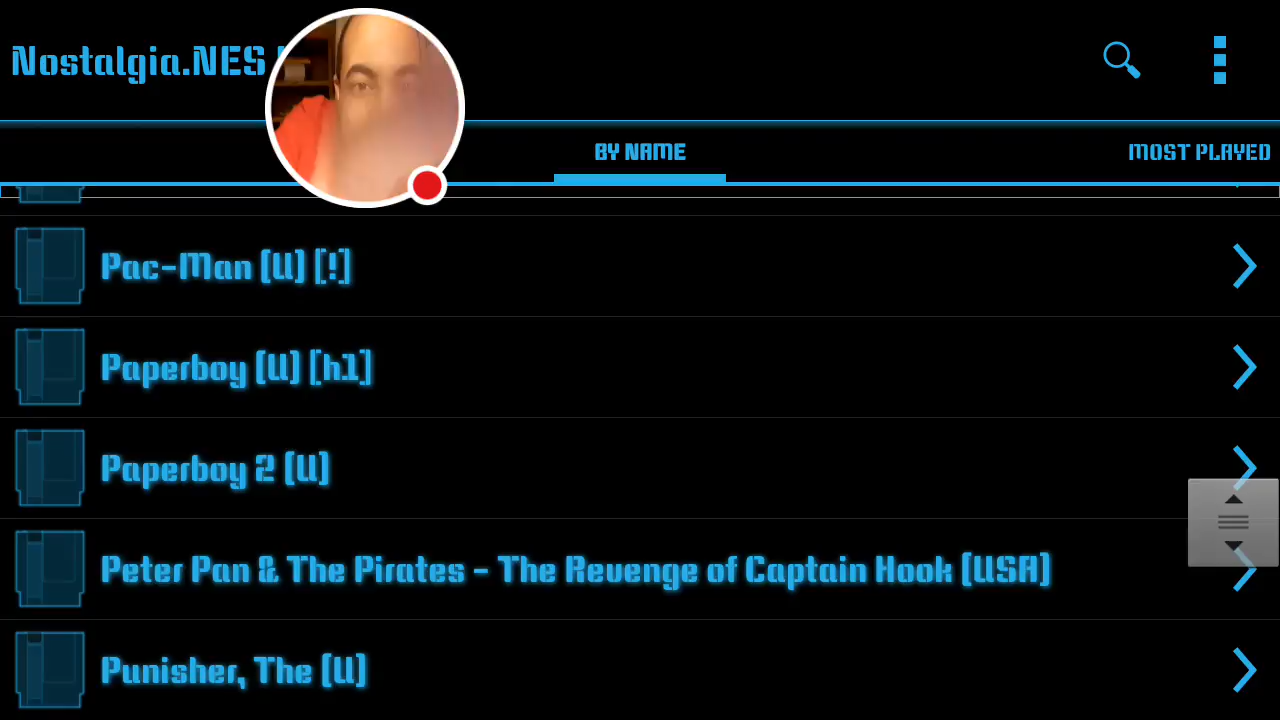 Nostalgia.NES
BY NAME
MOST PLAYED
Pac-Man (U) [!]
Paperboy (U) [h1]
Paperboy 2 (U)
Peter Pan & The Pirates - The Revenge of Captain Hook (USA)
Punisher, The (U)